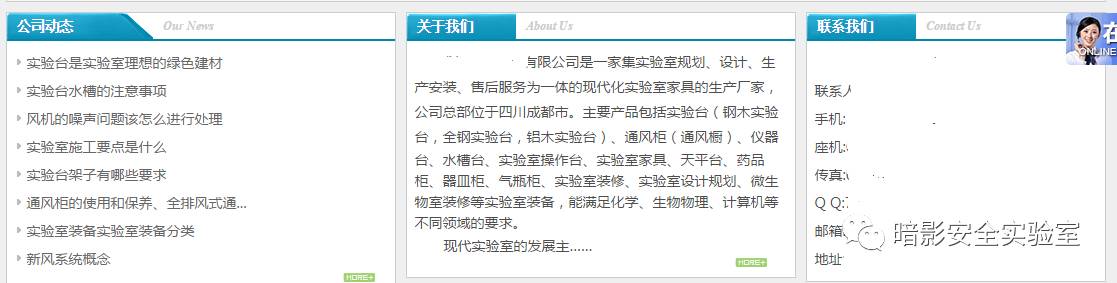 公司动态 Our News
实验台是实验室理想的绿色建材
实验台水槽的注意事项
风机的噪声问题该怎么进行处理
实验室施工要点是什么
实验台架子有哪些要求
通风柜的使用和保养、全排风式通...
实验室装备实验室装备分类
新风系统概念
MORE+
关于我们 About Us
有限公司是一家集实验室规划、设计、生
产安装、售后服务为一体的现代化实验室家具的生产厂家，
公司总部位于四川成都市。主要产品包括实验台（钢木实验
台，全钢实验台，铝木实验台）、通风柜（通风橱）、仪器
台、水槽台、实验室操作台、实验室家具、天平台、药品
柜、器皿柜、气瓶柜、实验室装修、实验室设计规划、微生
物室装修等实验室装备，能满足化学、生物物理、计算机等
不同领域的要求。
现代实验室的发展主......
MORE+
联系我们 Contact Us
在
ONLINE
联系人
手机:
座机:
传真:
Q Q:
邮箱
地址
暗影安全实验室